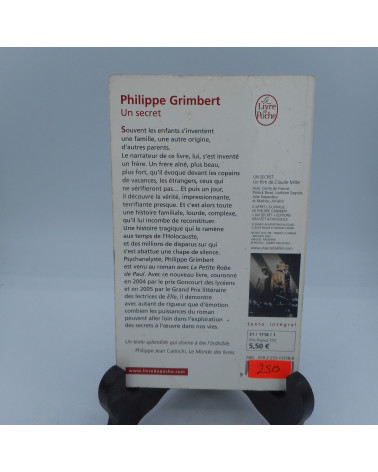 Philippe Grimbert
Un secret
Le
Livre
de
Poche
Souvent les enfants s'inventent
une famille, une autre origine,
d'autres parents.
Le narrateur de ce livre, lui, s'est inventé
un frère. Un frère aîné, plus beau,
plus fort, qu'il évoque devant les copains
de vacances, les étrangers, ceux qui
ne vérifieront pas... Et puis un jour,
il découvre la vérité, impressionnante,
terrifiante presque. Et c'est alors toute
une histoire familiale, lourde, complexe,
qu'il lui incombe de reconstituer.
Une histoire tragique qui le ramène
aux temps de l'Holocauste,
et des millions de disparus sur qui
s'est abattue une chape de silence.
Psychanalyste, Philippe Grimbert
est venu au roman avec La Petite Robe
de Paul. Avec ce nouveau livre, couronné
en 2004 par le prix Goncourt des lycéens
et en 2005 par le Grand Prix littéraire
des lectrices de Elle, il démontre
avec autant de rigueur que d'émotion
combien les puissances du roman
peuvent aller loin dans l'exploration
des secrets à l'œuvre dans nos vies.
Un texte splendide qui donne à lire l'indicible.
Philippe-Jean Catinchi, Le Monde des livres.
www.livredepoche.com
UN SECRET
Un film de Claude Miller
texte intégral
5,50 €
250